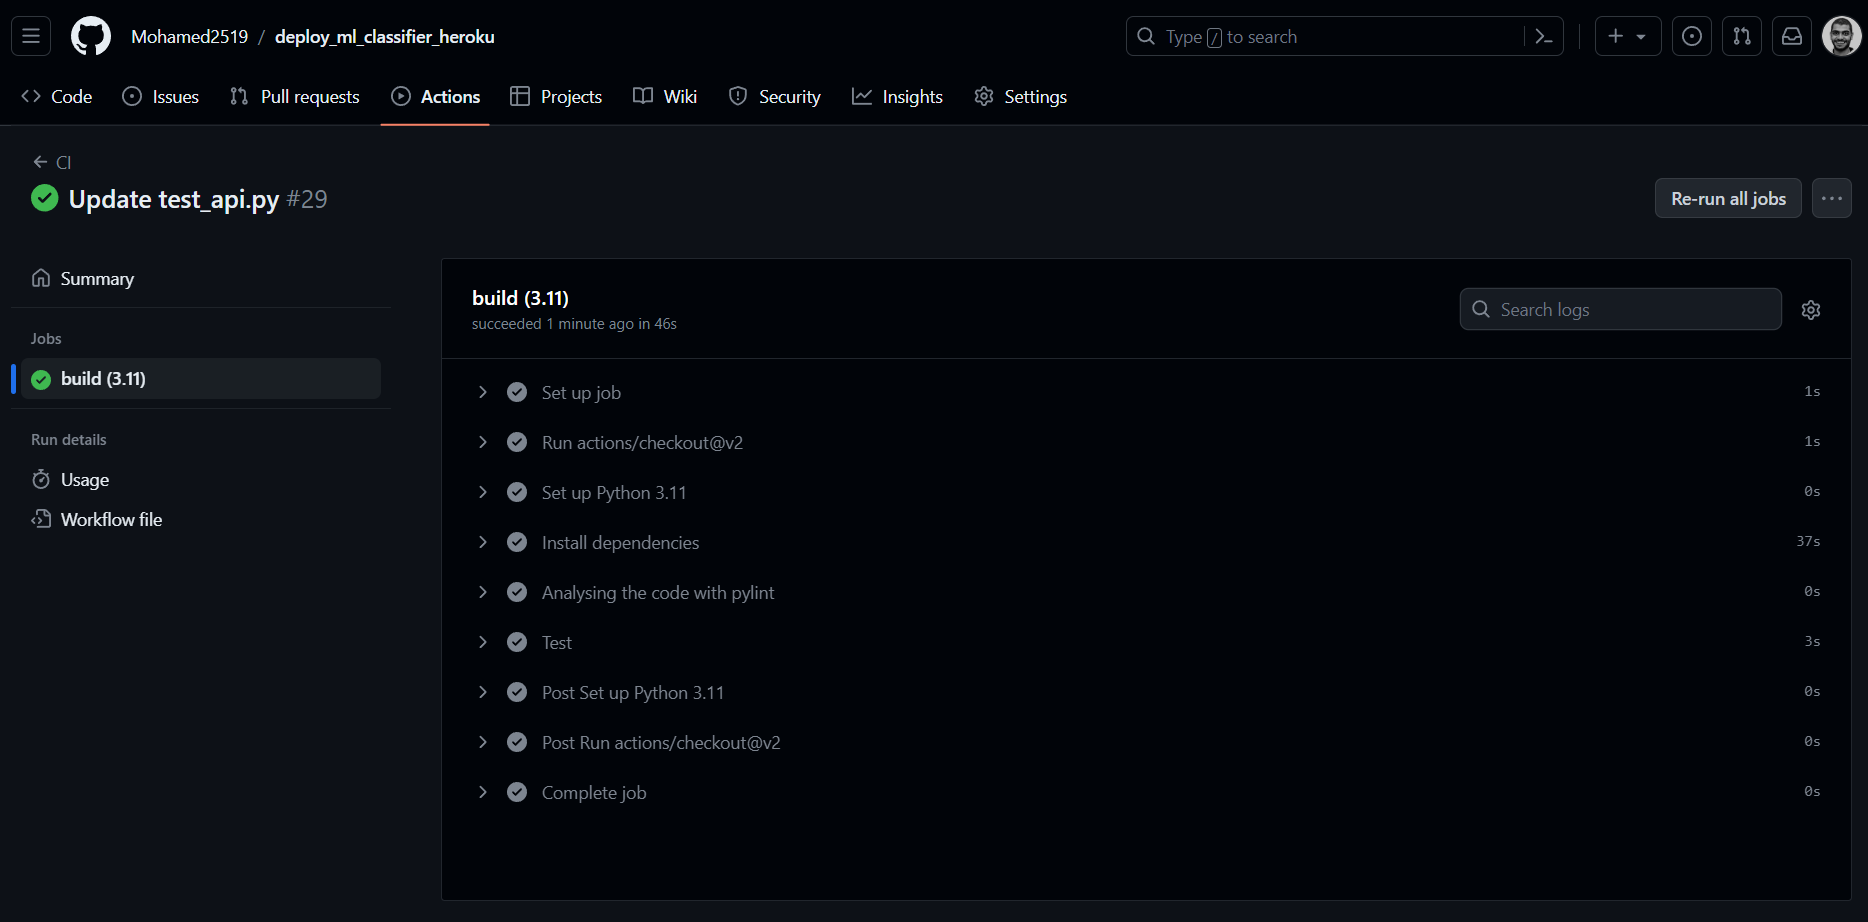 Mohamed2519 / deploy_ml_classifier_heroku
Type / to search
Code Issues Pull requests Actions Projects Wiki Security Insights Settings
CI
Update test_api.py #29
Re-run all jobs
Summary
Jobs
build (3.11)
Run details
Usage
Workflow file
build (3.11)
succeeded 1 minute ago in 46s
Search logs
Set up job 1s
Run actions/checkout@v2 1s
Set up Python 3.11 0s
Install dependencies 37s
Analysing the code with pylint 0s
Test 3s
Post Set up Python 3.11 0s
Post Run actions/checkout@v2 0s
Complete job 0s